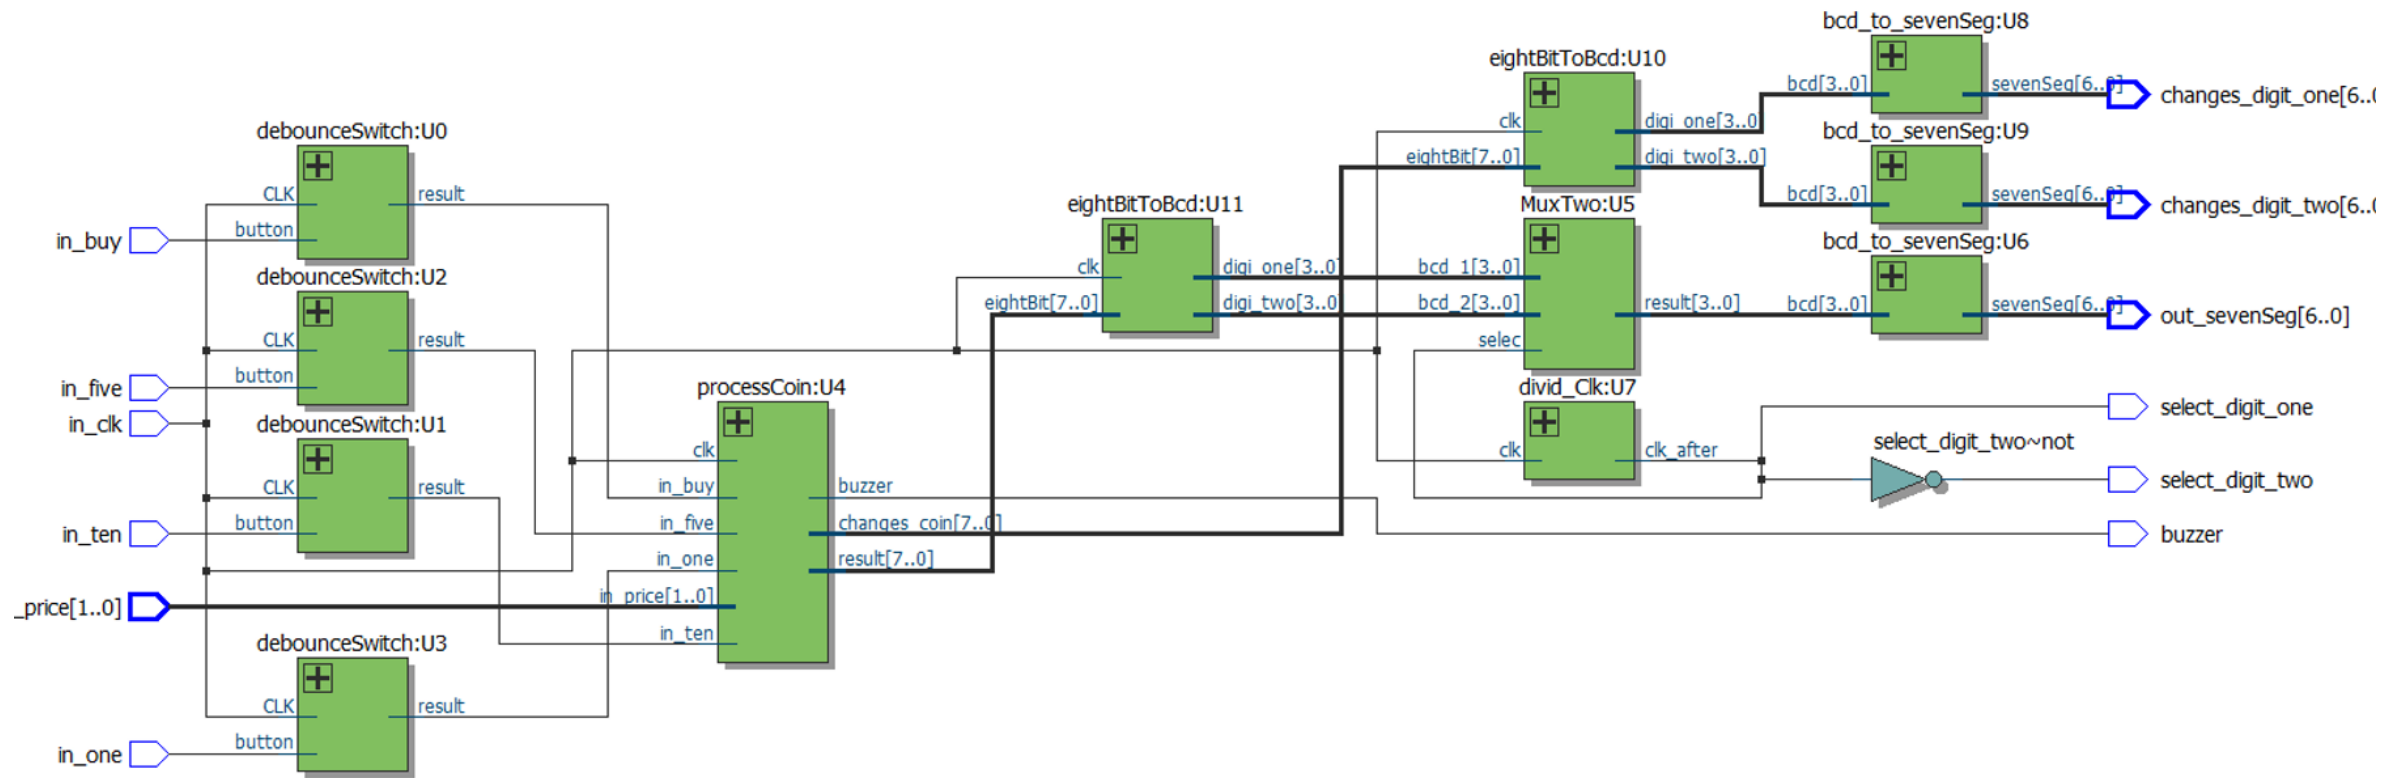 bcd_to_sevenSeg:U8
bcd[3..0]
sevenSeg[6..0]
changes_digit_one[6..0
eightBitToBcd:U10
clk
eightBit[7..0]
digi_one[3..0]
digi_two[3..0]
bcd_to_sevenSeg:U9
bcd[3..0]
sevenSeg[6..0]
changes_digit_two[6..0
debounceSwitch:U0
CLK
button
result
in_buy
debounceSwitch:U2
CLK
button
result
in_five
in_clk
debounceSwitch:U1
CLK
button
result
in_ten
_price[1..0]
debounceSwitch:U3
CLK
button
result
in_one
processCoin:U4
clk
in_buy
in_five
in_one
in_price[1..0]
in_ten
buzzer
changes_coin[7..0]
result[7..0]
eightBitToBcd:U11
clk
eightBit[7..0]
digi_one[3..0]
digi_two[3..0]
MuxTwo:U5
bcd_1[3..0]
bcd_2[3..0]
selec
result[3..0]
bcd_to_sevenSeg:U6
bcd[3..0]
sevenSeg[6..0]
out_sevenSeg[6..0]
divid_Clk:U7
clk
clk_after
select_digit_one
select_digit_two~not
select_digit_two
buzzer